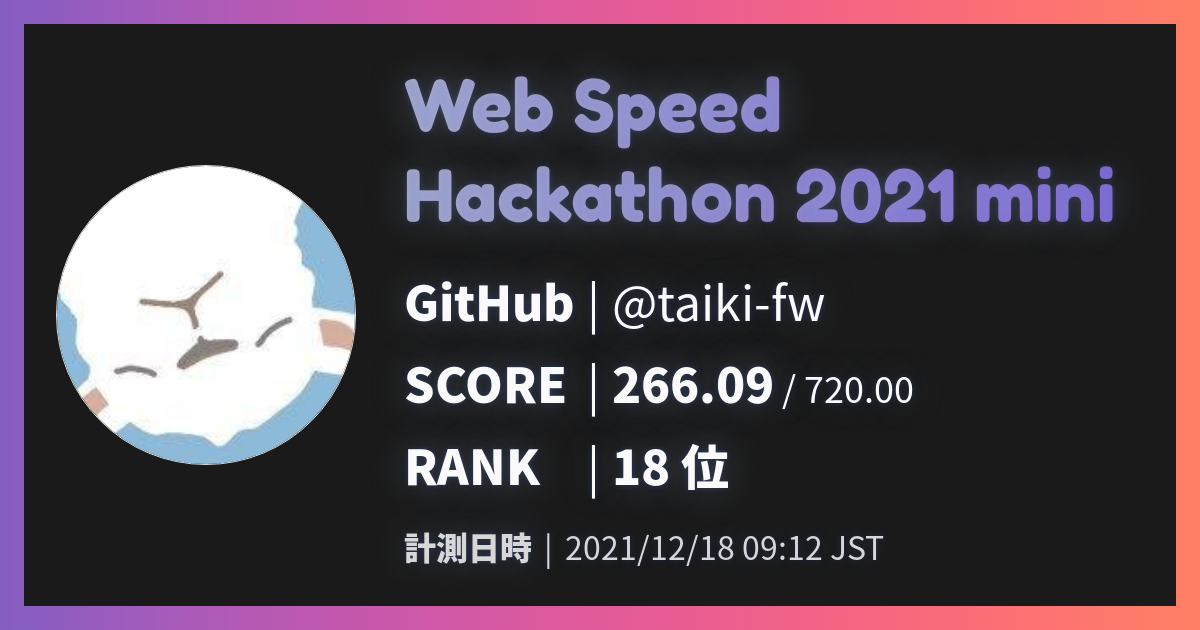 Web Speed
Hackathon 2021 mini
GitHub | @taiki-fw
SCORE | 266.09 / 720.00
RANK | 18 位
計測日時 | 2021/12/18 09:12 JST